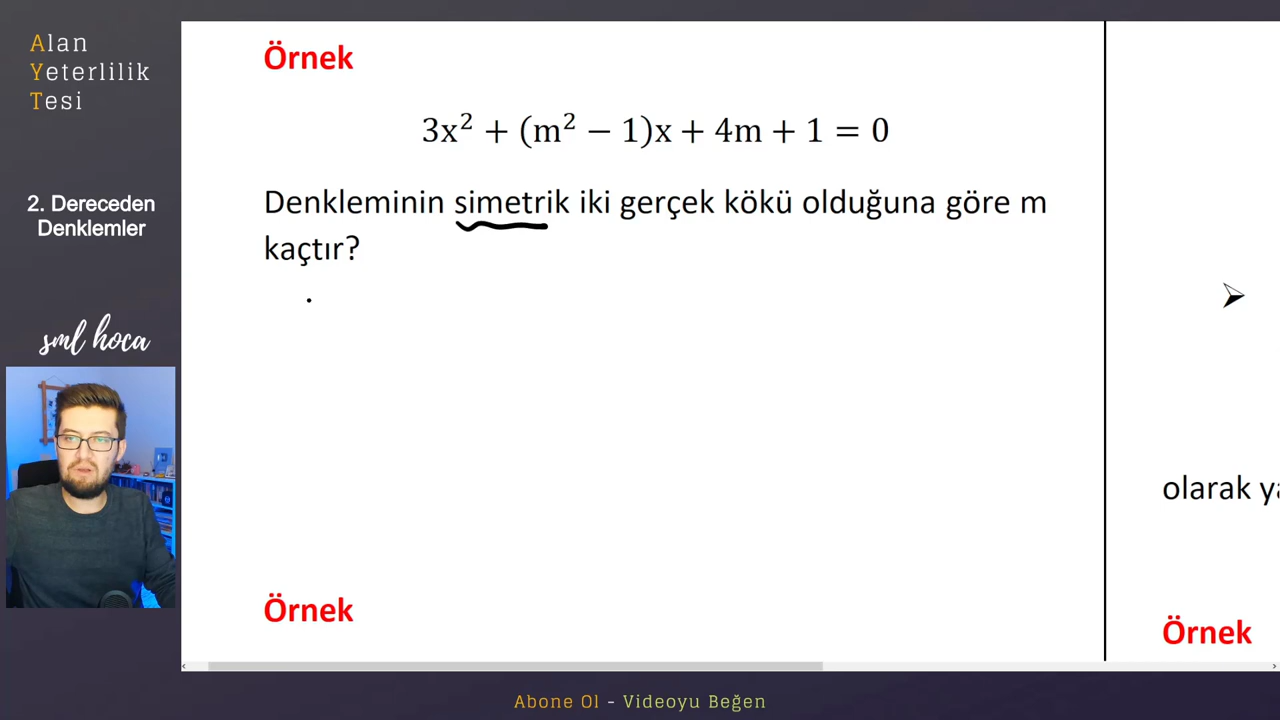 Alan
Yeterlilik
Tesi
2. Dereceden
Denklemler
sml hoca
Örnek
3x² + (m² − 1)x + 4m + 1 = 0
Denkleminin simetrik iki gerçek kökü olduğuna göre m
kaçtır?
Örnek
olarak
Örnek
Abone Ol - Videoyu Beğen